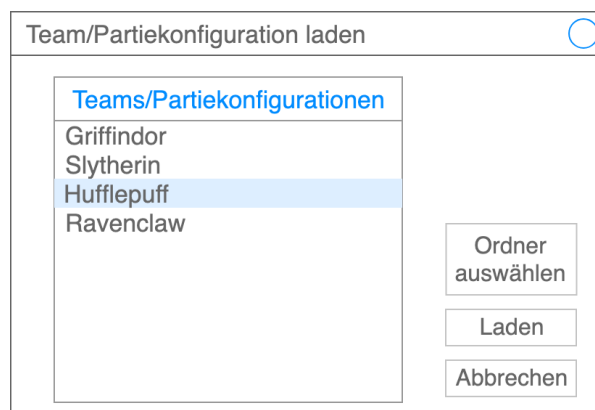 Team/Partiekonfiguration laden
Teams/Partiekonfigurationen
Griffindor
Slytherin
Hufflepuff
Ravenclaw
Ordner
auswählen
Laden
Abbrechen